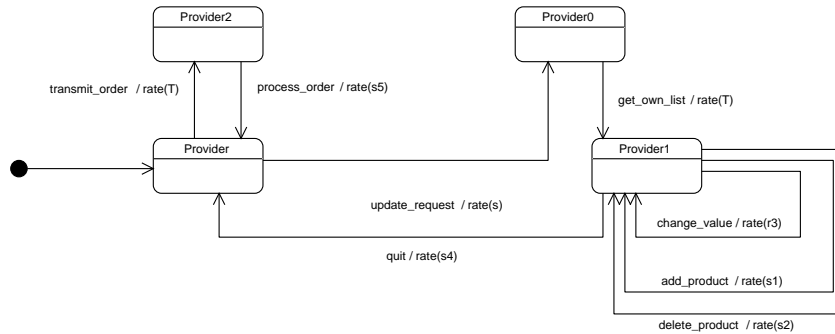 Provider2
Provider0
transmit_order / rate(T)
process_order / rate(s5)
get_own_list / rate(T)
Provider
Provider1
update_request / rate(s)
change_value / rate(r3)
quit / rate(s4)
add_product / rate(s1)
delete_product / rate(s2)